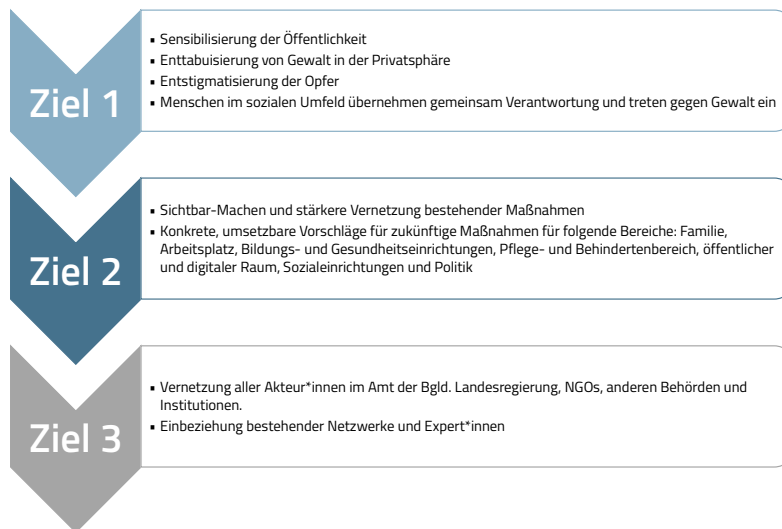 Ziel 1
▪ Sensibilisierung der Öffentlichkeit
▪ Enttabuisierung von Gewalt in der Privatsphäre
▪ Entstigmatisierung der Opfer
▪ Menschen im sozialen Umfeld übernehmen gemeinsam Verantwortung und treten gegen Gewalt ein
Ziel 2
▪ Sichtbar-Machen und stärkere Vernetzung bestehender Maßnahmen
▪ Konkrete, umsetzbare Vorschläge für zukünftige Maßnahmen für folgende Bereiche: Familie,
Arbeitsplatz, Bildungs- und Gesundheitseinrichtungen, Pflege- und Behindertenbereich, öffentlicher
und digitaler Raum, Sozialeinrichtungen und Politik
Ziel 3
▪ Vernetzung aller Akteur*innen im Amt der Bgld. Landesregierung, NGOs, anderen Behörden und
Institutionen.
▪ Einbeziehung bestehender Netzwerke und Expert*innen